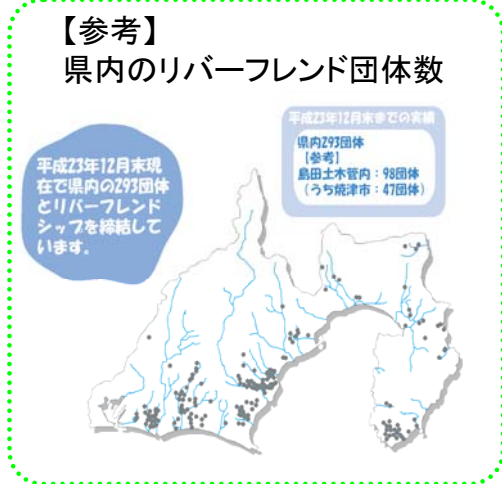 【参考】
県内のリバーフレンド団体数
平成23年12月末現
在で県内の293団体
とリバーフレンド
シップを締結して
います。
平成23年12月末までの実績
県内293団体
【参考】
島田土木管内：98団体
（うち焼津市：47団体）